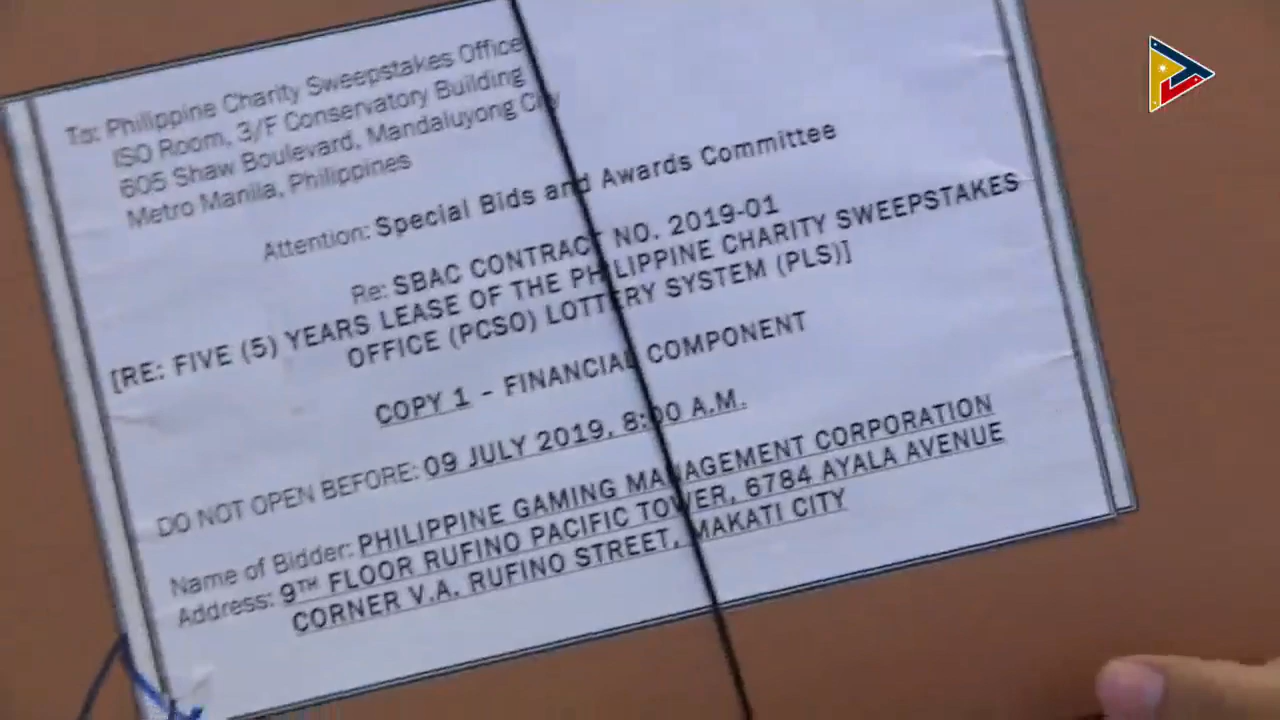 To: Philippine Charity Sweepstakes Office
ISO Room, 3/F Conservatory Building
605 Shaw Boulevard, Mandaluyong City
Metro Manila, Philippines
Attention: Special Bids and Awards Committee
Re: SBAC CONTRACT NO. 2019-01
[RE: FIVE (5) YEARS LEASE OF THE PHILIPPINE CHARITY SWEEPSTAKES
OFFICE (PCSO) LOTTERY SYSTEM (PLS)]
COPY 1 - FINANCIAL COMPONENT
DO NOT OPEN BEFORE: 09 JULY 2019, 8:00 A.M.
Name of Bidder: PHILIPPINE GAMING MANAGEMENT CORPORATION
Address: 9TH FLOOR RUFINO PACIFIC TOWER, 6784 AYALA AVENUE
CORNER V.A. RUFINO STREET, MAKATI CITY